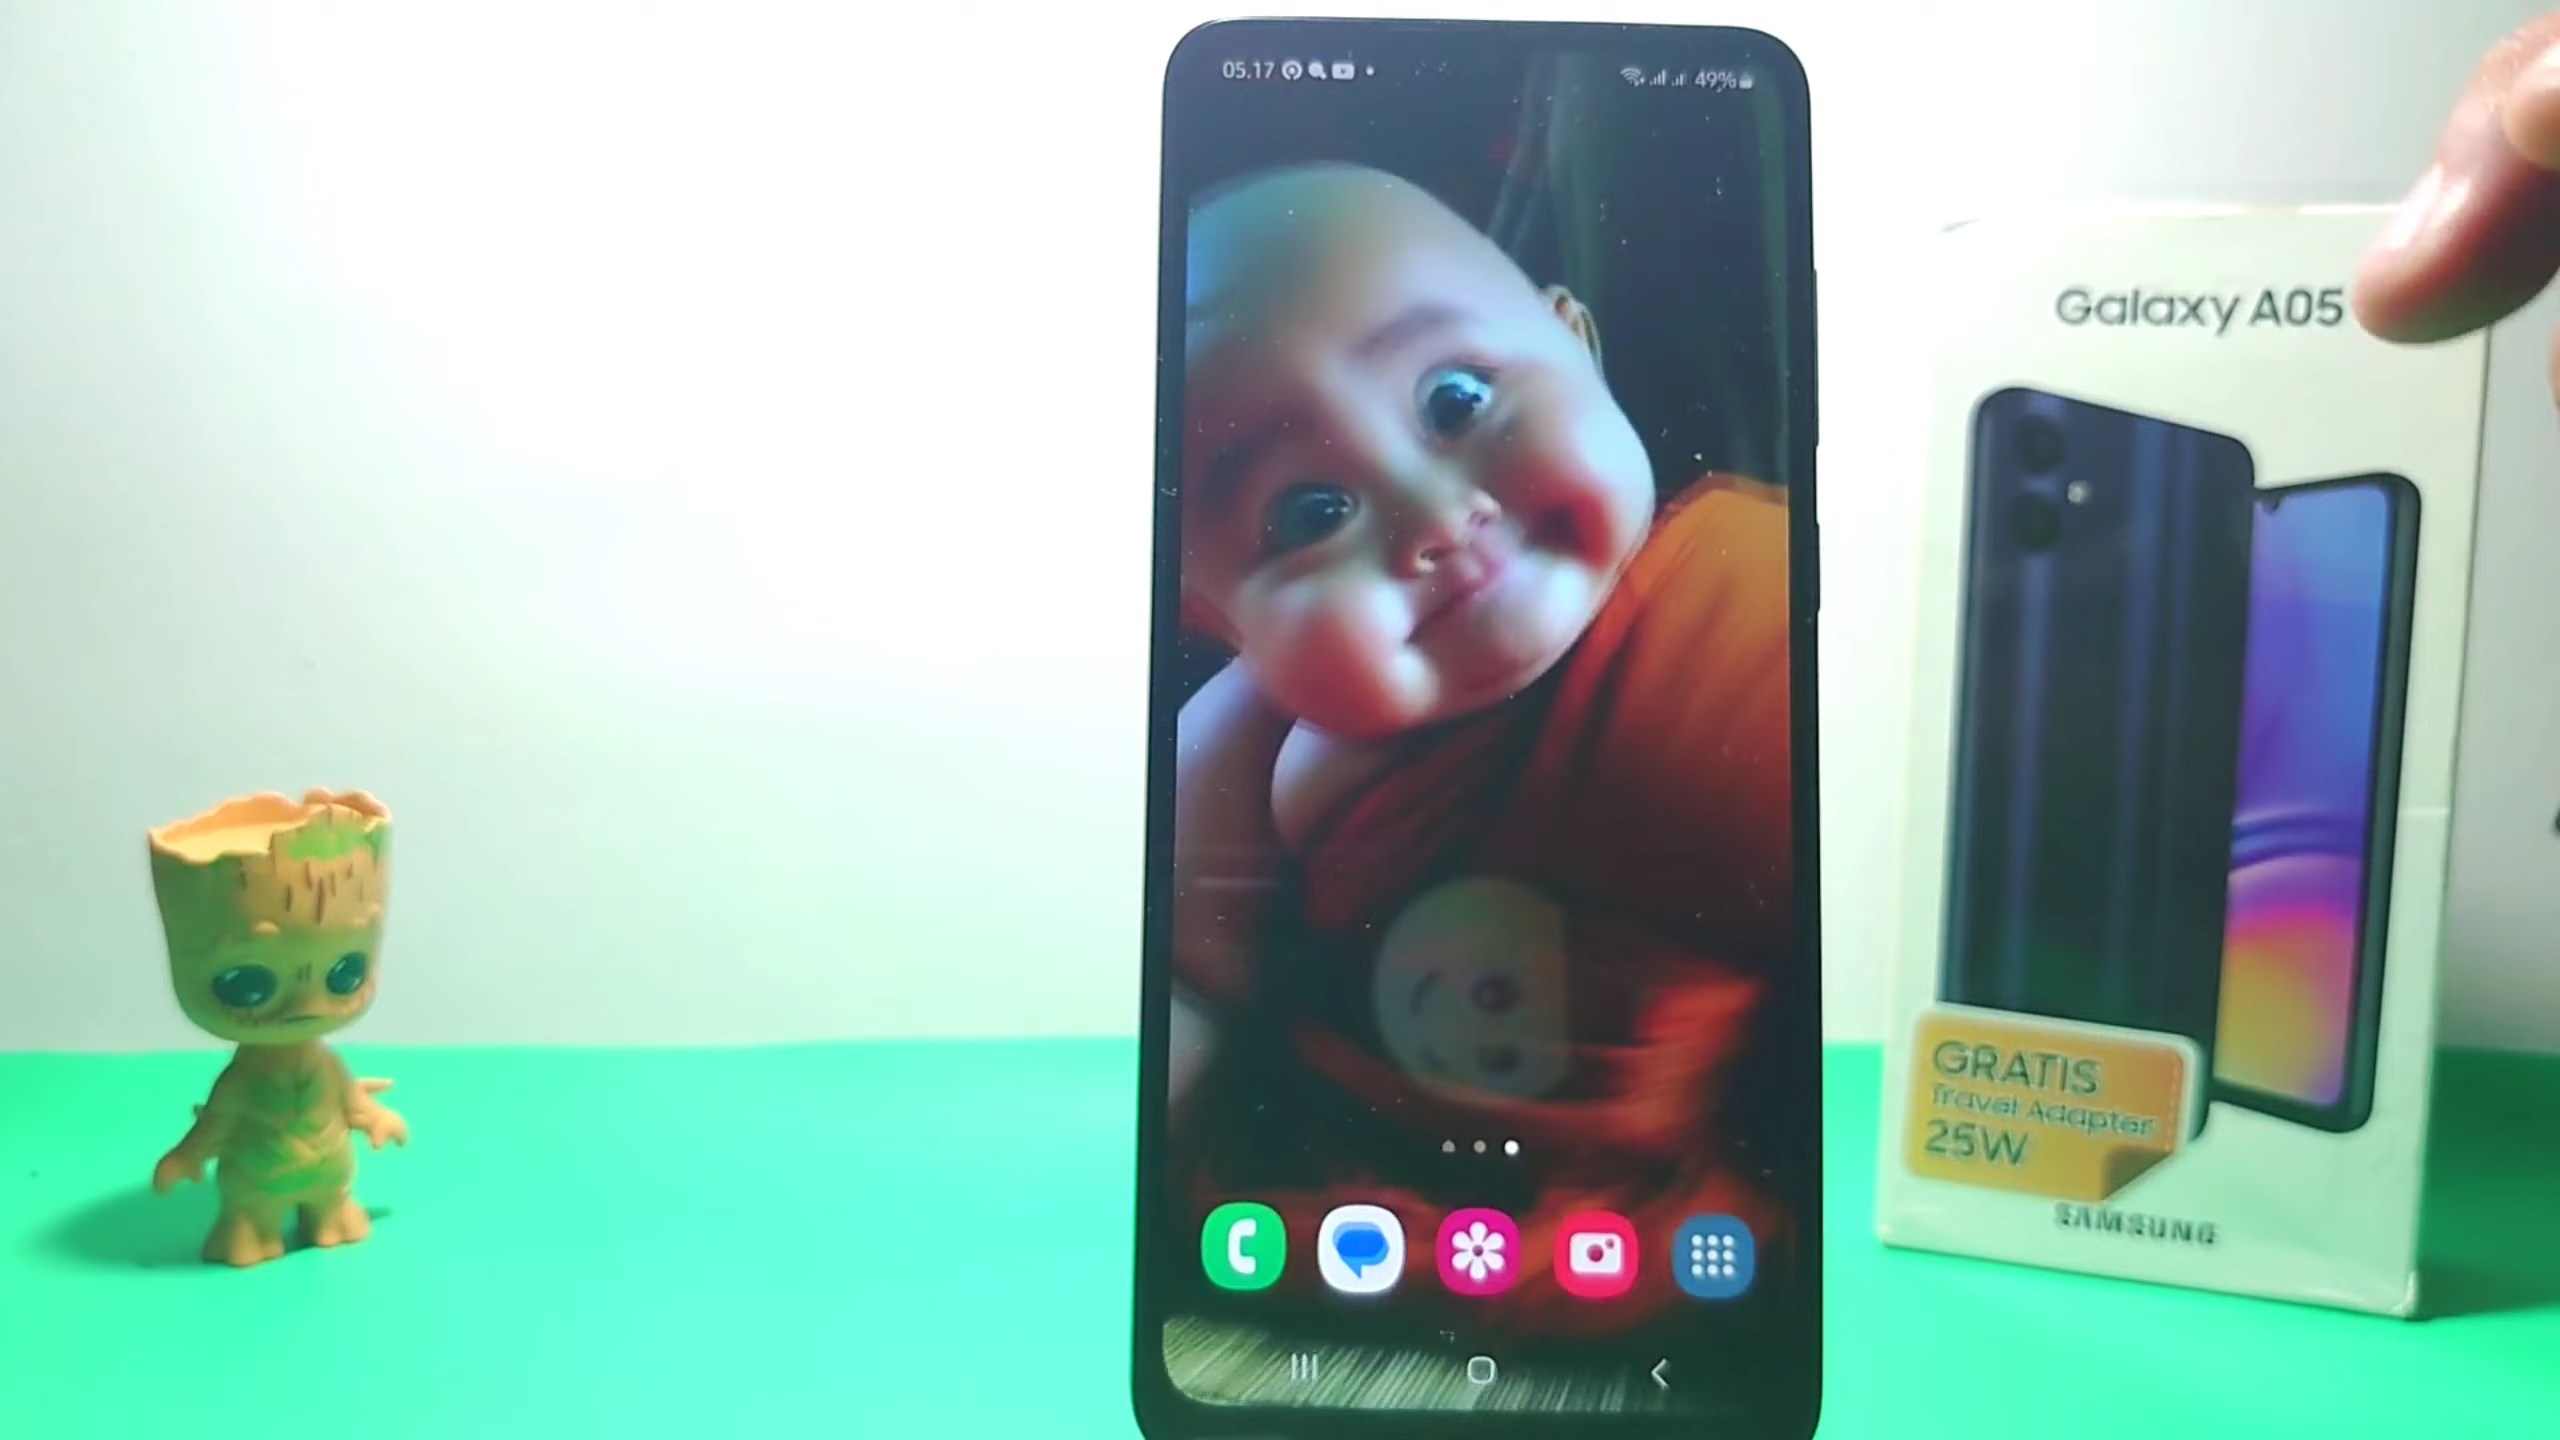 05.17
49%
Galaxy A05
GRATIS
Travel Adapter
25W
SAMSUNG